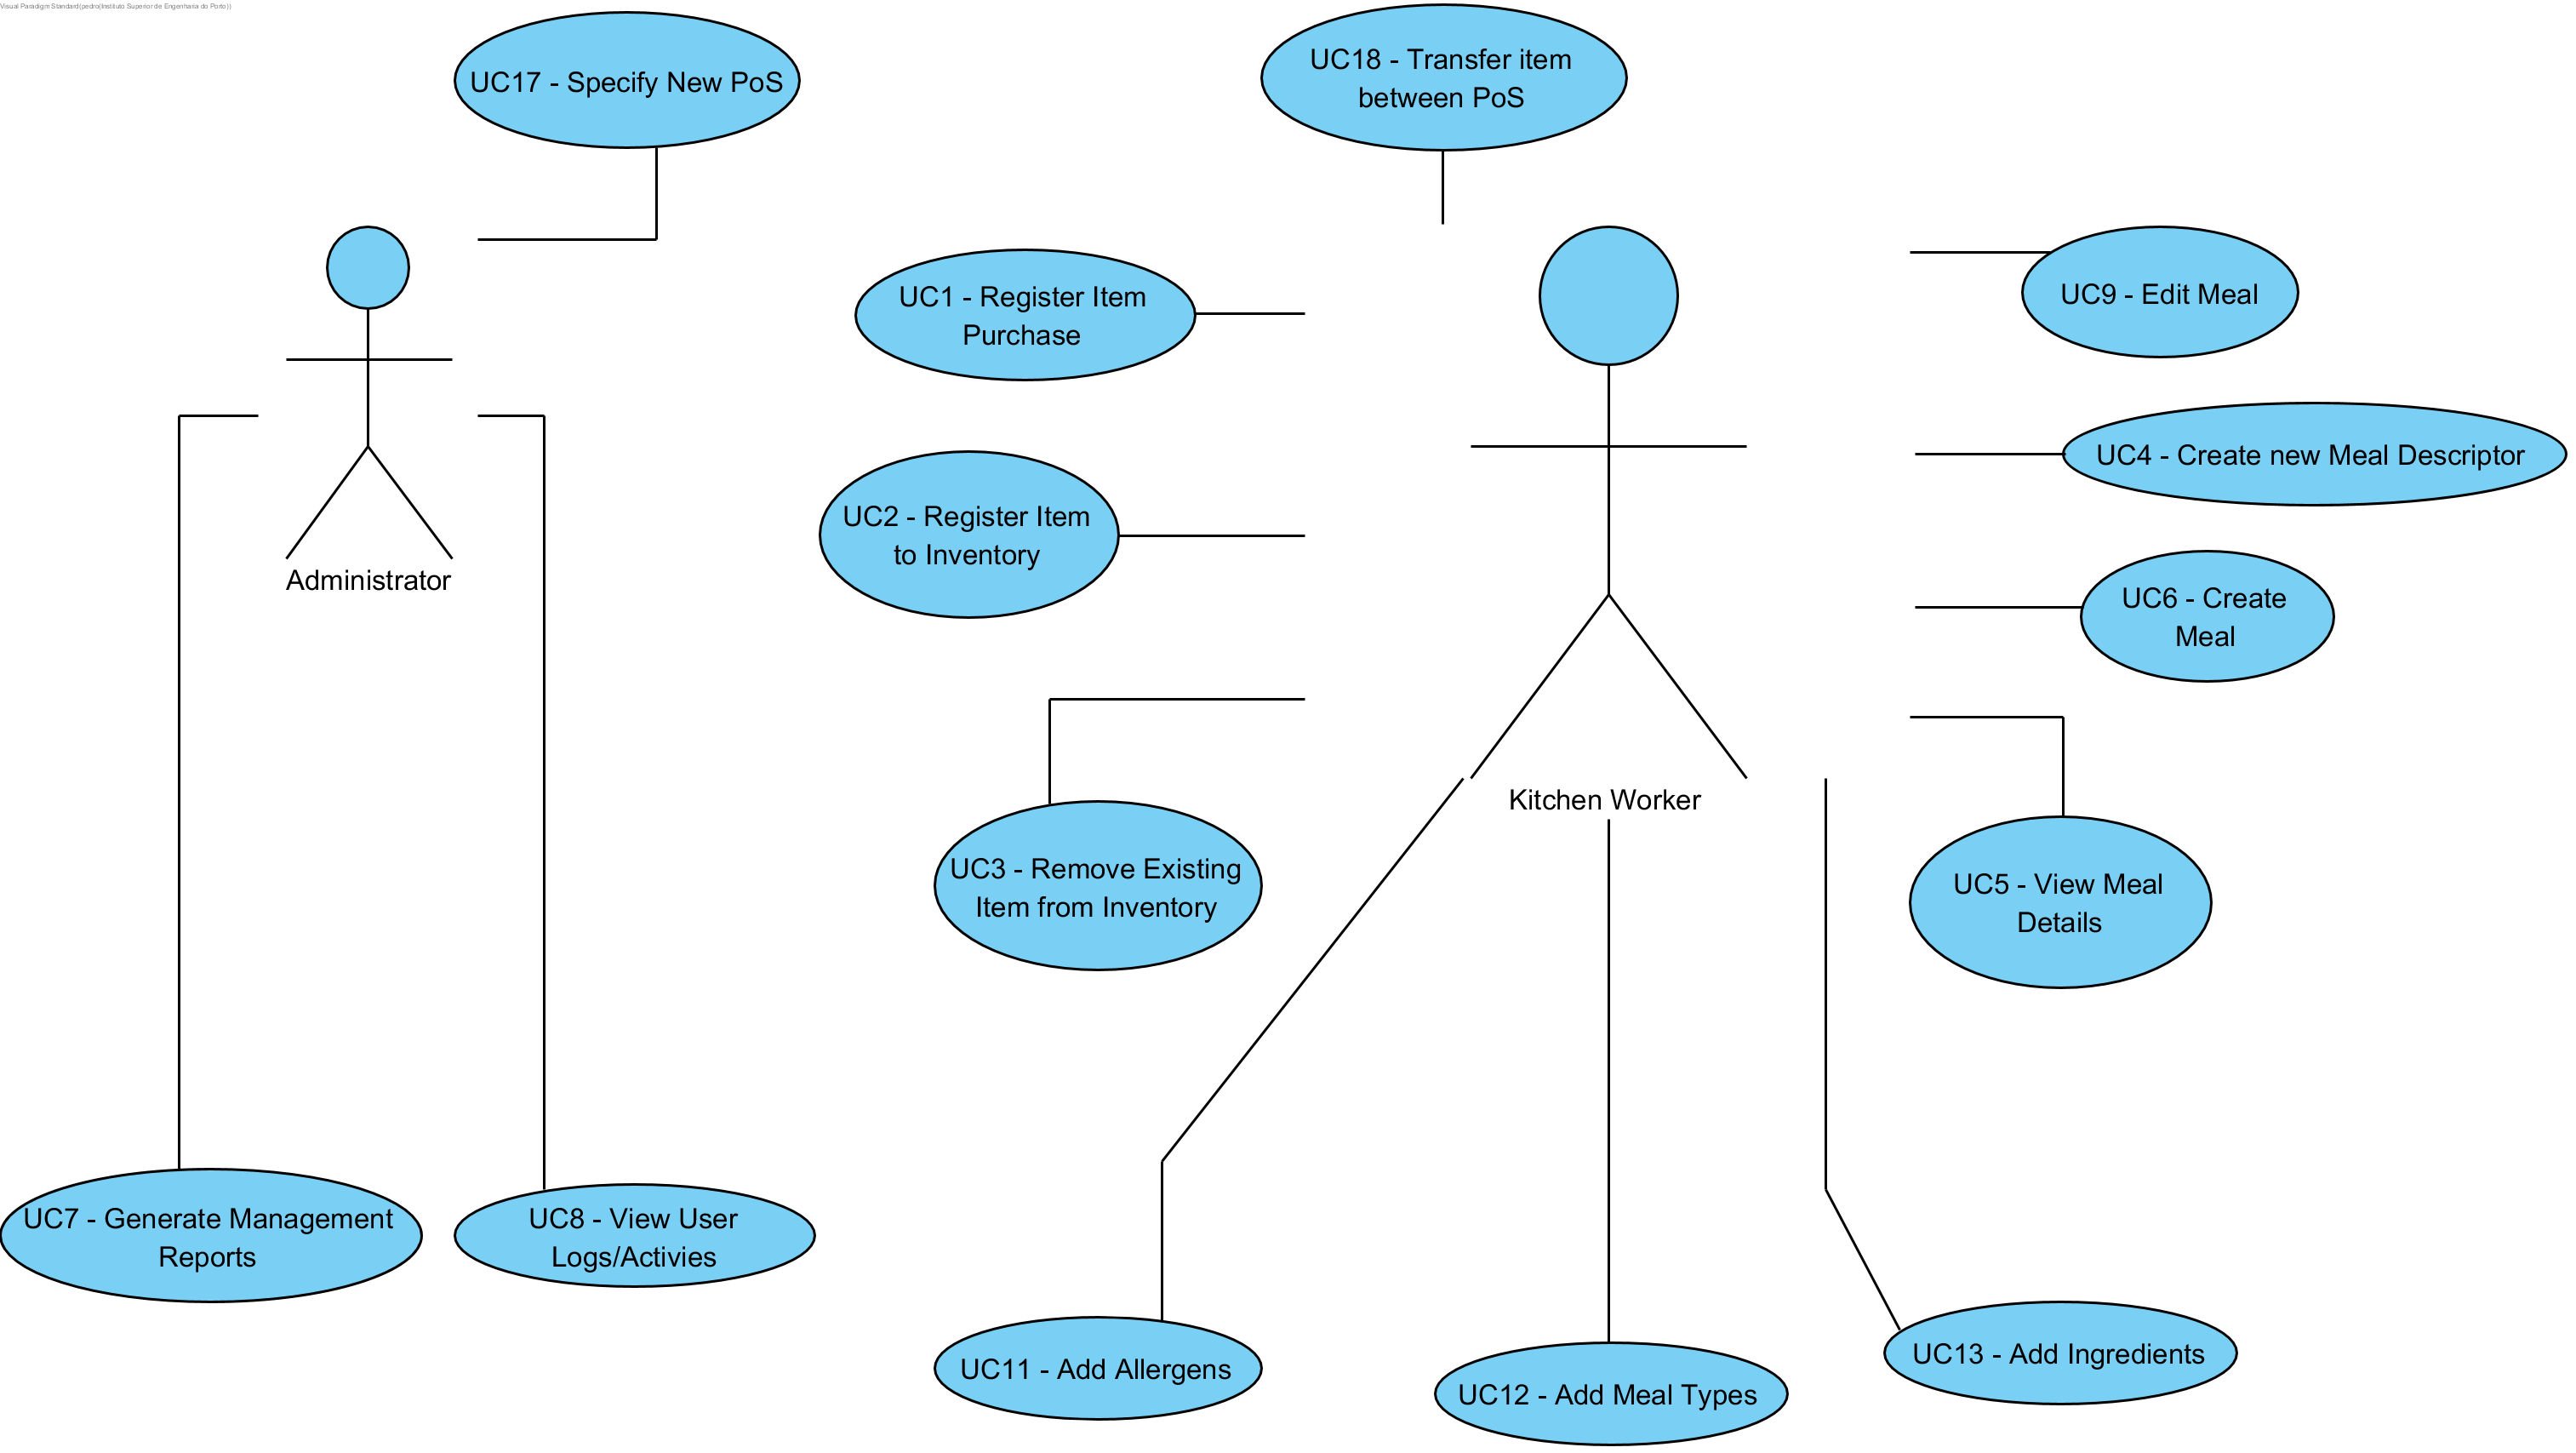 Visual Paradigm Standard(pedro(Instituto Superior de Engenharia do Porto))
UC17 - Specify New PoS
UC18 - Transfer item
between PoS
UC1 - Register Item
Purchase
UC9 - Edit Meal
UC4 - Create new Meal Descriptor
UC2 - Register Item
to Inventory
Administrator
UC6 - Create
Meal
Kitchen Worker
UC3 - Remove Existing
Item from Inventory
UC5 - View Meal
Details
UC7 - Generate Management
Reports
UC8 - View User
Logs/Activies
UC11 - Add Allergens
UC12 - Add Meal Types
UC13 - Add Ingredients